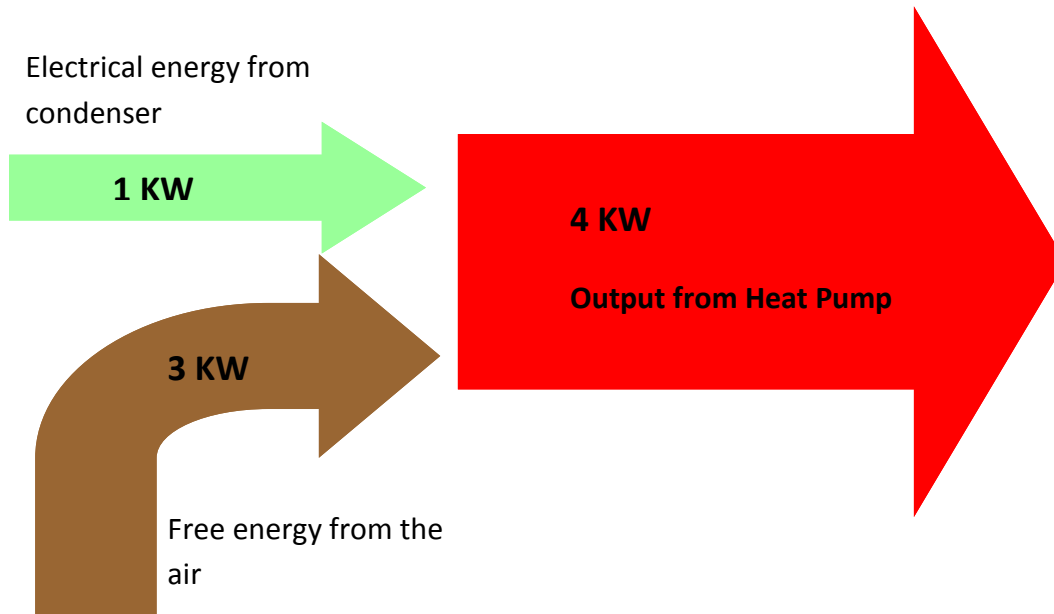 Electrical energy from
condenser
1 KW
4 KW
Output from Heat Pump
3 KW
Free energy from the
air